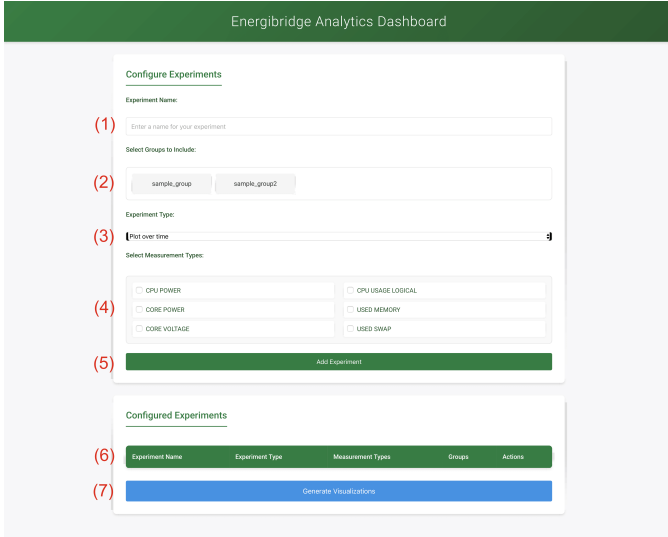 Energibridge Analytics Dashboard
Configure Experiments
Experiment Name:
(1) Enter a name for your experiment
Select Groups to Include:
(2) sample_group sample_group2
Experiment Type:
(3) Plot over time
Select Measurement Types:
CPU POWER CPU USAGE LOGICAL
(4) CORE POWER USED MEMORY
CORE VOLTAGE USED SWAP
(5) Add Experiment
Configured Experiments
(6) Experiment Name Experiment Type Measurement Types Groups Actions
(7) Generate Visualizations